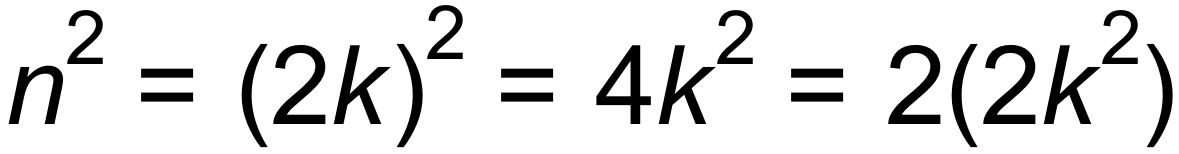 n² = (2k)² = 4k² = 2(2k²)